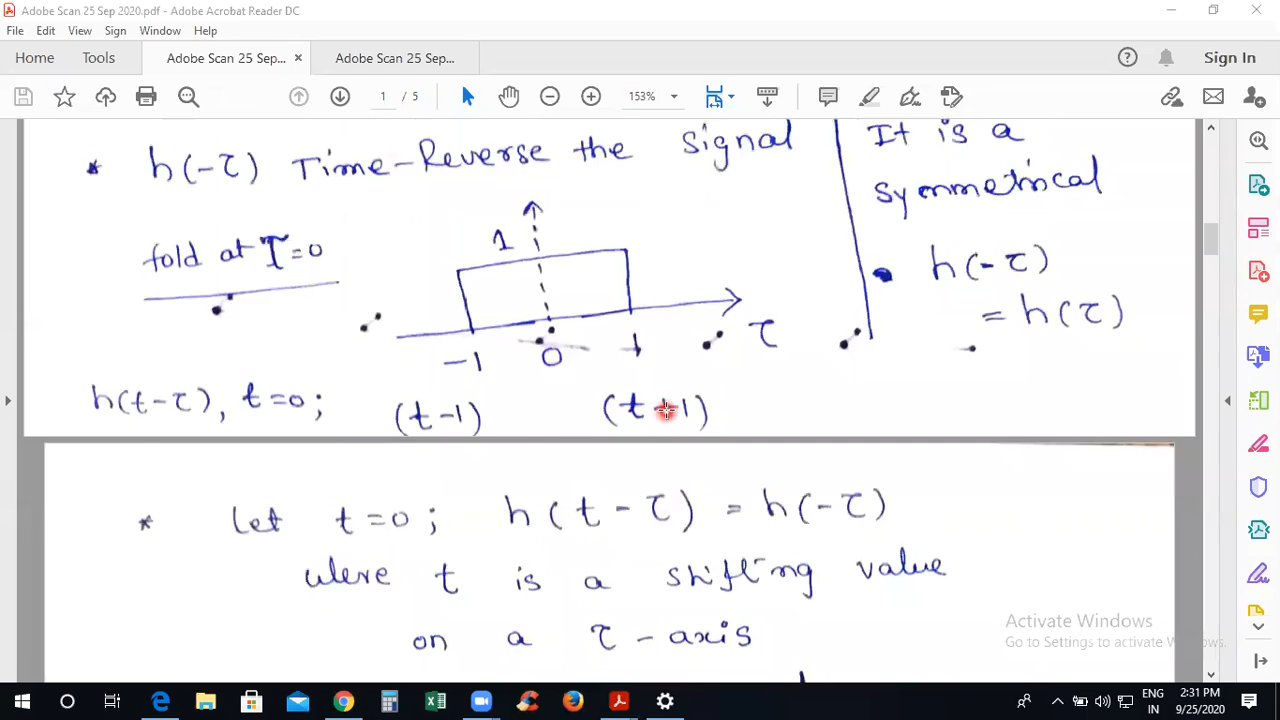 Adobe Scan 25 Sep 2020.pdf - Adobe Acrobat Reader DC
File Edit View Sign Window Help
Home Tools Adobe Scan 25 Sep... × Adobe Scan 25 Sep... Sign In
1 / 5 153%
* h(-τ) Time-Reverse the signal
It is a
symmetrical
fold at τ=0
1
• h(-τ)
= h(τ)
-1 0 1 τ
h(t-τ), t=0; (t-1) (t+1)
* Let t=0; h(t-τ) = h(-τ)
where t is a shifting value
on a τ-axis
Activate Windows
Go to Settings to activate Windows.
ENG 2:31 PM
IN 9/25/2020